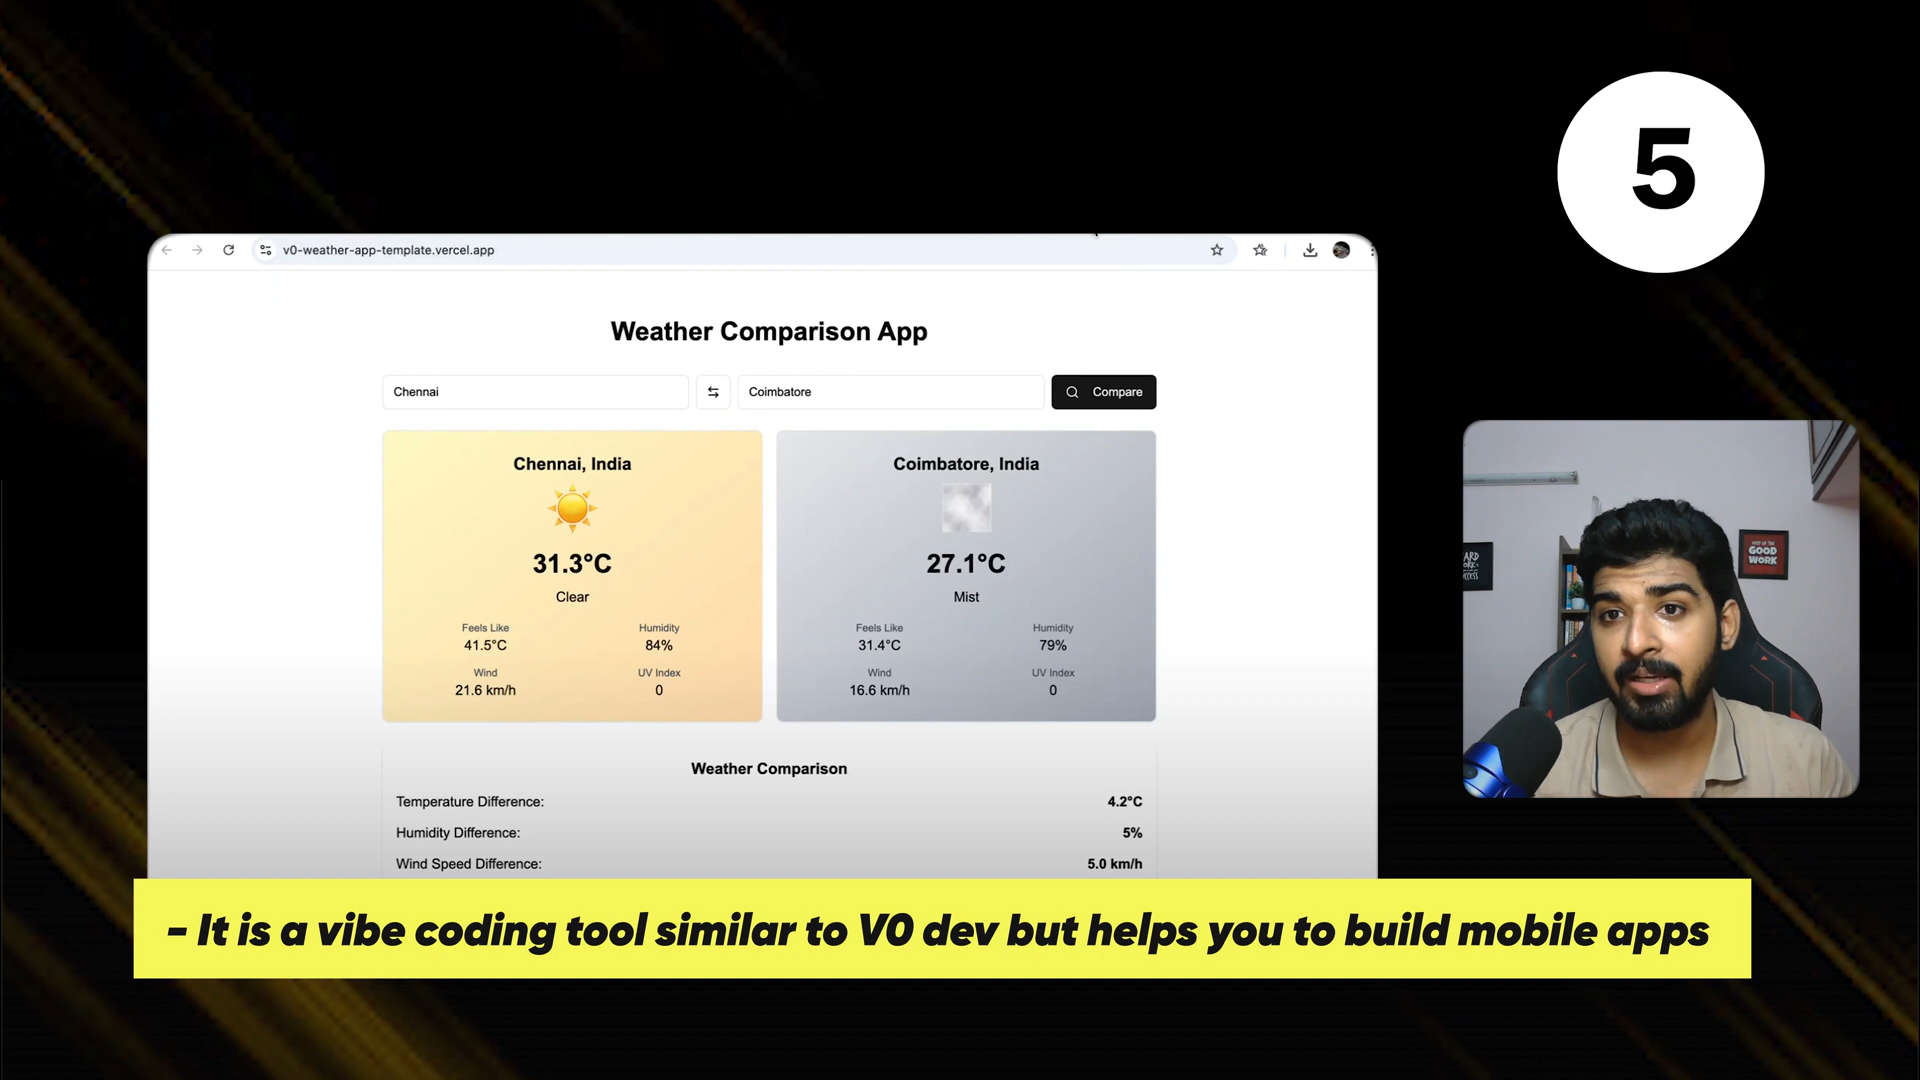 5
v0-weather-app-template.vercel.app
Weather Comparison App
Chennai
Coimbatore
Compare
Chennai, India
31.3°C
Clear
Feels Like
Humidity
41.5°C
84%
Wind
UV Index
21.6 km/h
0
Coimbatore, India
27.1°C
Mist
Feels Like
Humidity
31.4°C
79%
Wind
UV Index
16.6 km/h
0
Weather Comparison
Temperature Difference: 4.2°C
Humidity Difference: 5%
Wind Speed Difference: 5.0 km/h
GOOD
WORK
- It is a vibe coding tool similar to V0 dev but helps you to build mobile apps